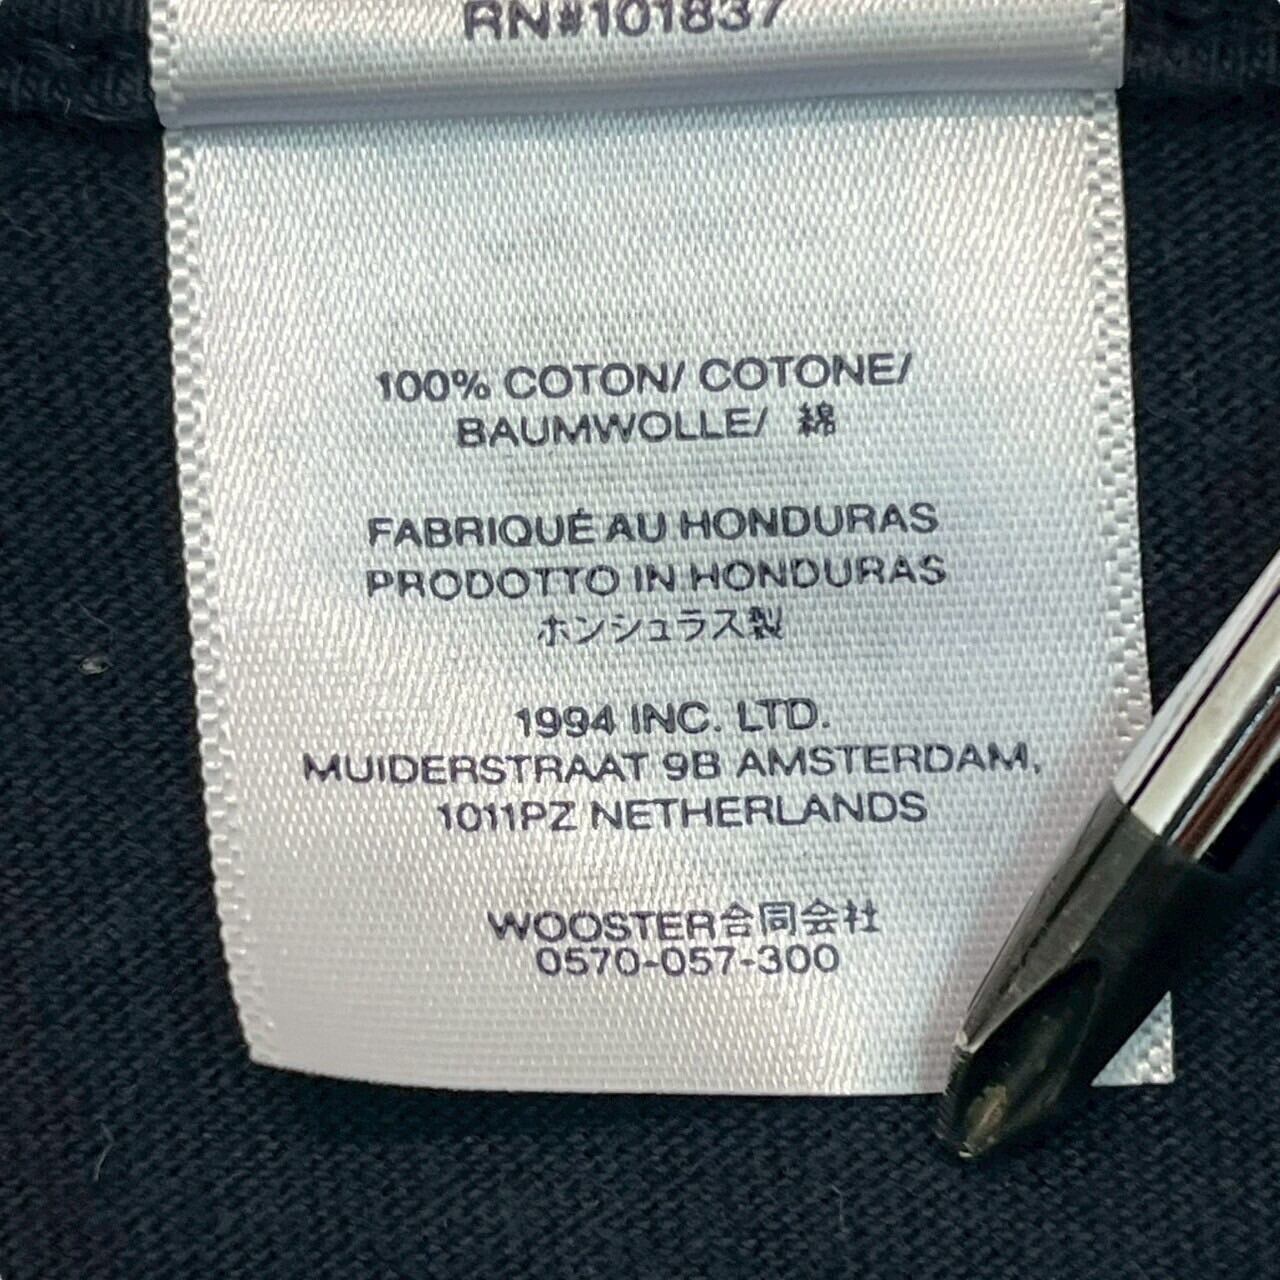 RN#101837
100% COTON/ COTONE/
BAUMWOLLE/ 綿
FABRIQUÉ AU HONDURAS
PRODOTTO IN HONDURAS
ホンジュラス製
1994 INC. LTD.
MUIDERSTRAAT 9B AMSTERDAM,
1011PZ NETHERLANDS
WOOSTER合同会社
0570-057-300